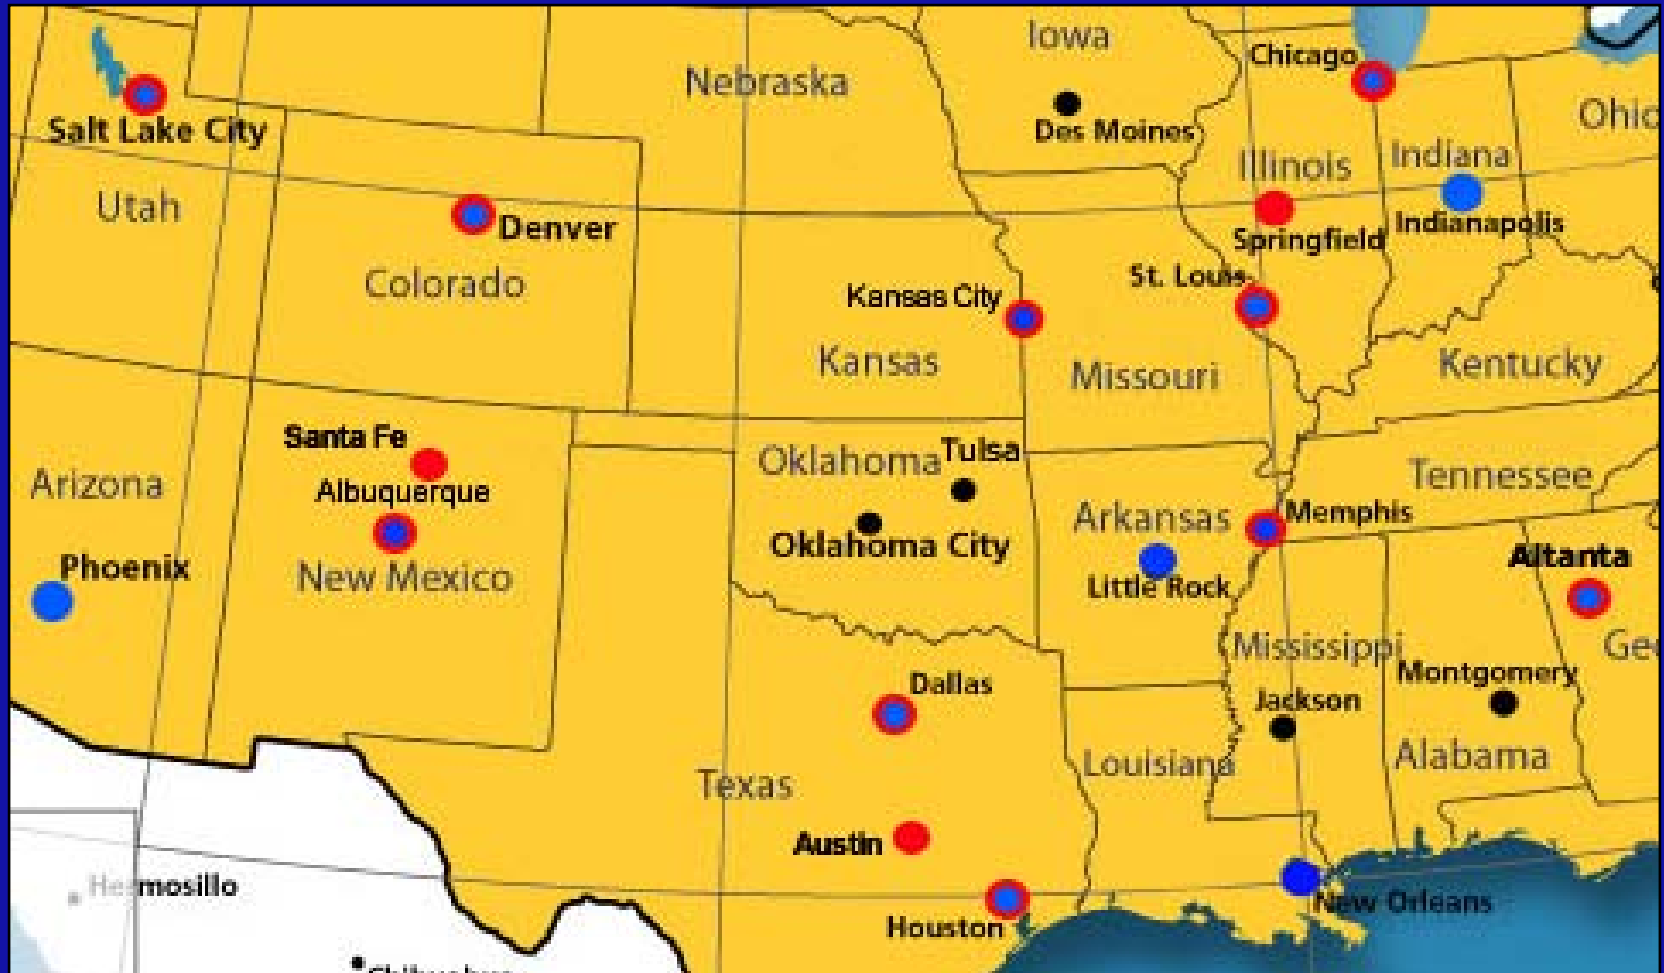 Iowa
Chicago
Nebraska
Des Moines
Ohio
Salt Lake City
Illinois
Indiana
Utah
Denver
Springfield
Indianapolis
Colorado
St. Louis
Kansas City
Kansas
Missouri
Kentucky
Santa Fe
Oklahoma
Tulsa
Tennessee
Arizona
Albuquerque
Arkansas
Memphis
Oklahoma City
Altanta
Phoenix
New Mexico
Little Rock
Mississippi
Geo
Dallas
Montgomery
Jackson
Texas
Louisiana
Alabama
Austin
Hermosillo
New Orleans
Houston